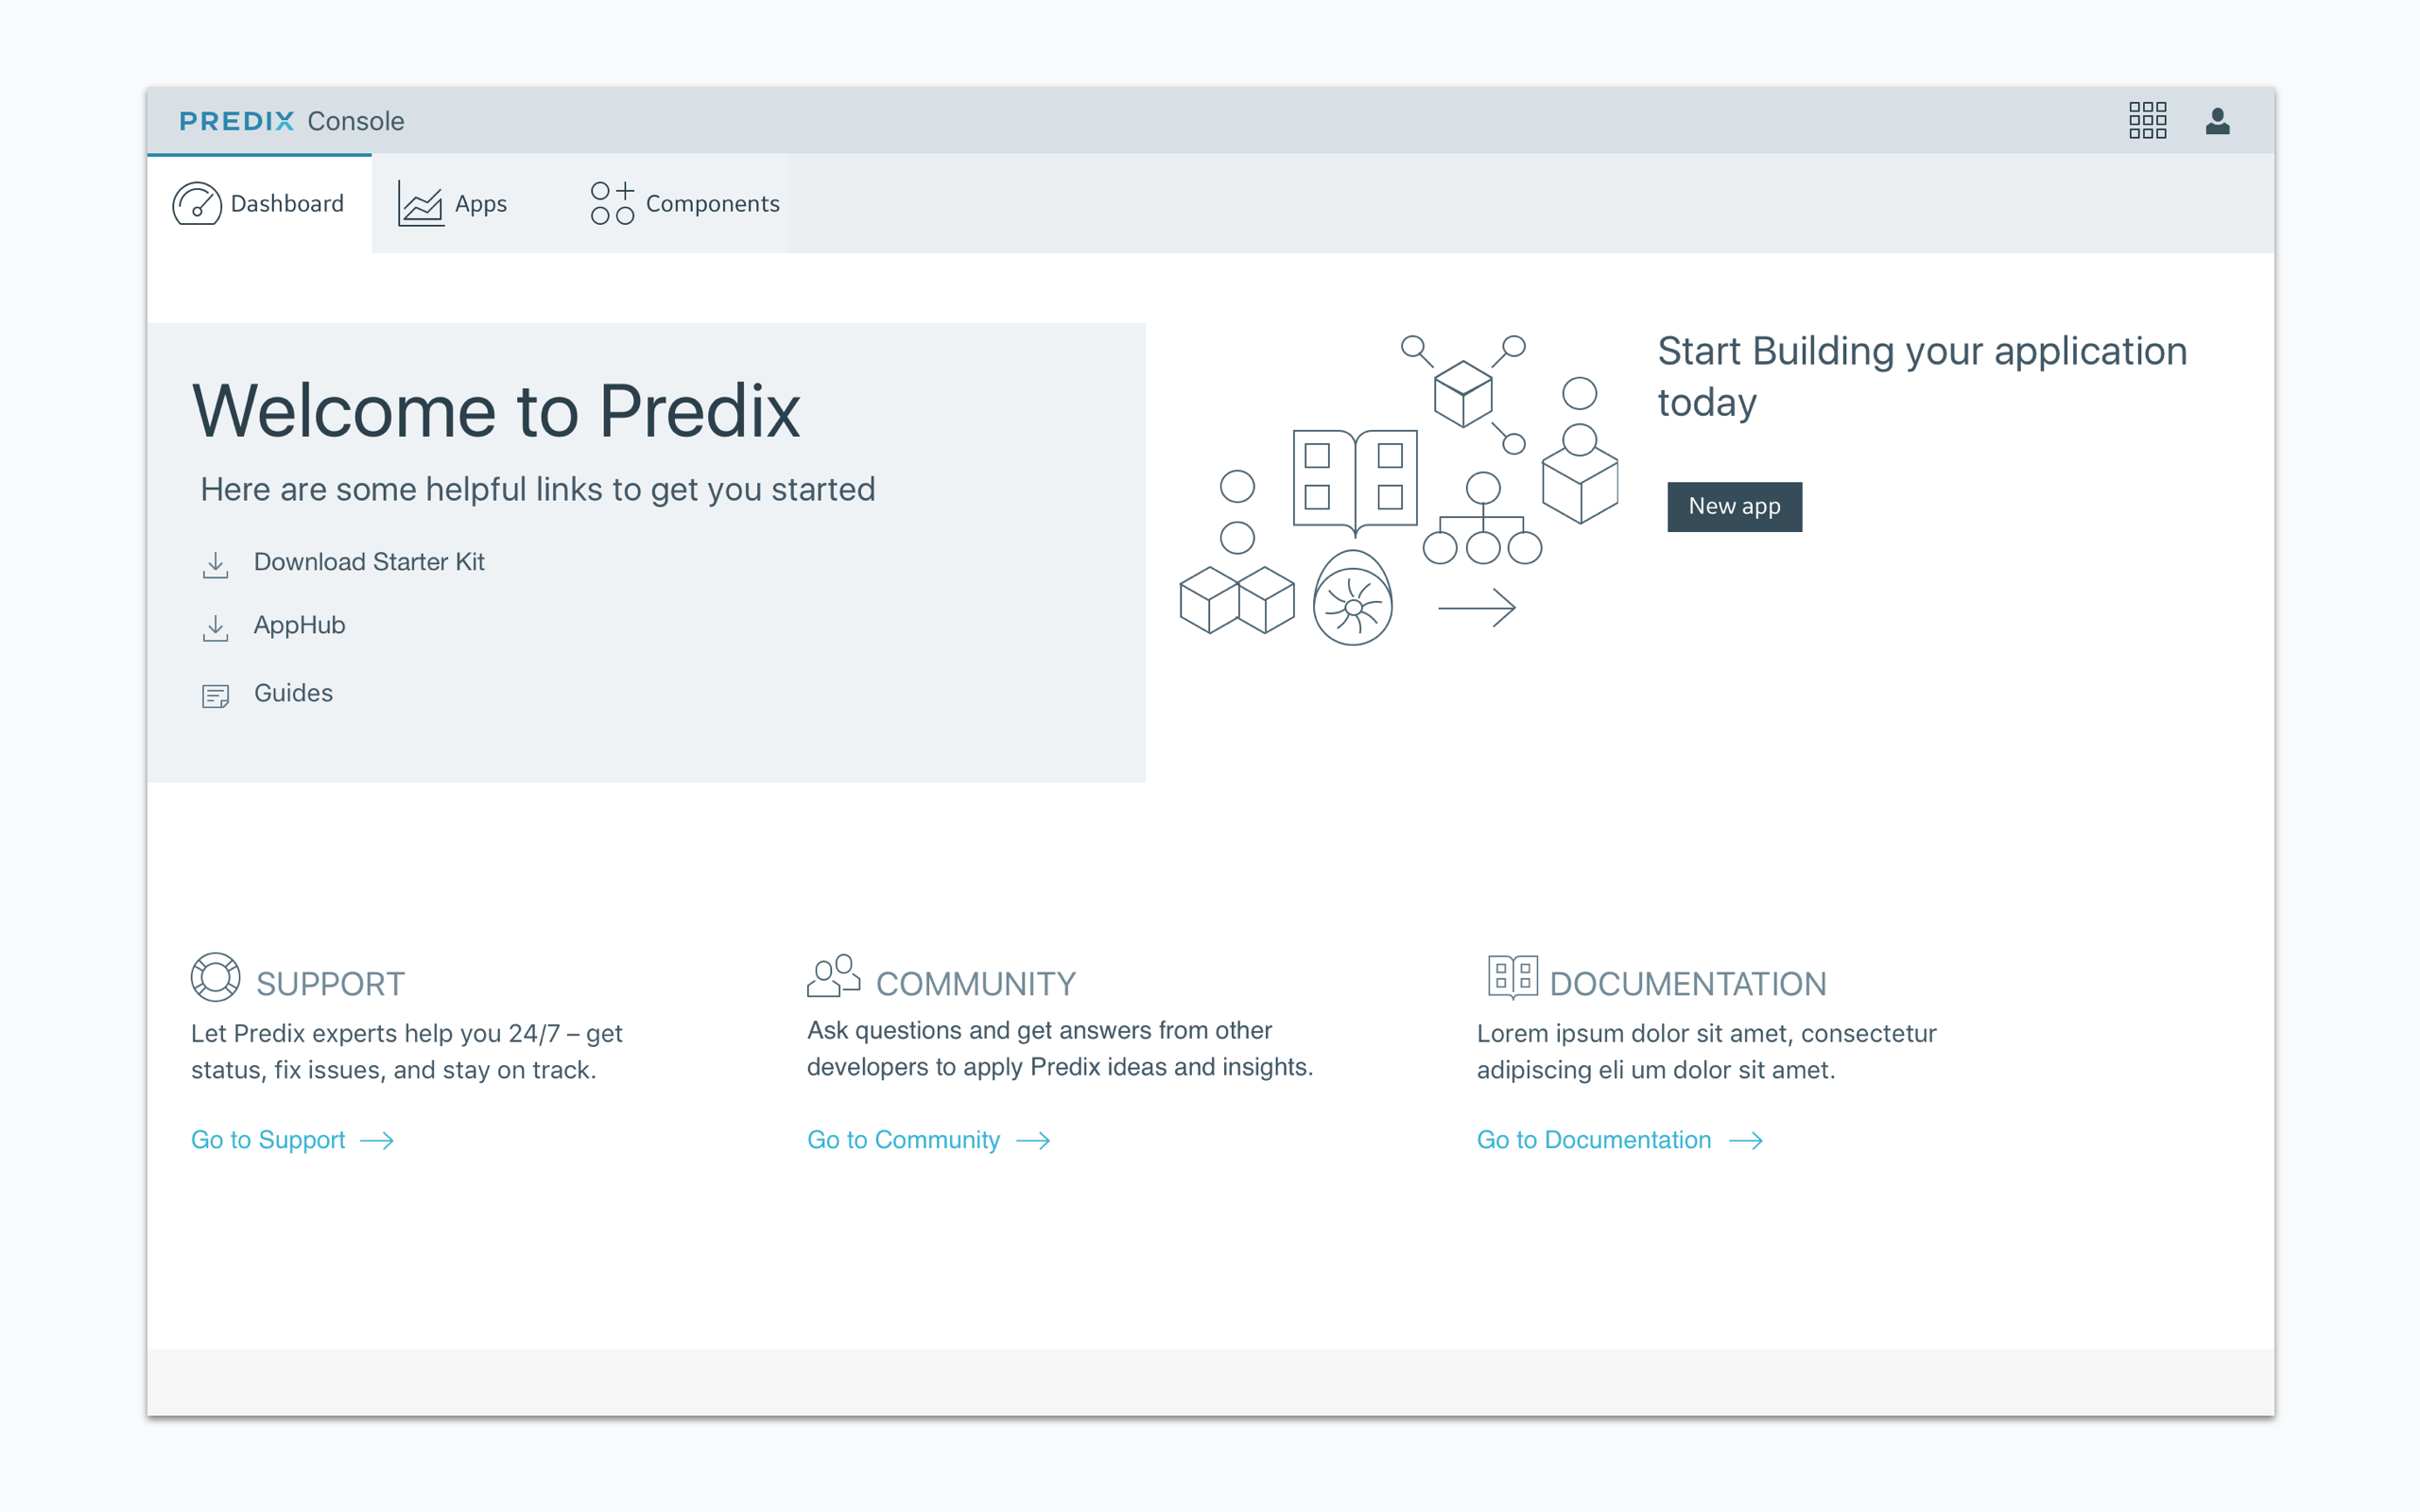 PREDIX Console
Dashboard
Apps
Components
Welcome to Predix
Here are some helpful links to get you started
Download Starter Kit
AppHub
Guides
Start Building your application
today
New app
SUPPORT
Let Predix experts help you 24/7 – get
status, fix issues, and stay on track.
Go to Support
COMMUNITY
Ask questions and get answers from other
developers to apply Predix ideas and insights.
Go to Community
DOCUMENTATION
Lorem ipsum dolor sit amet, consectetur
adipiscing eli um dolor sit amet.
Go to Documentation